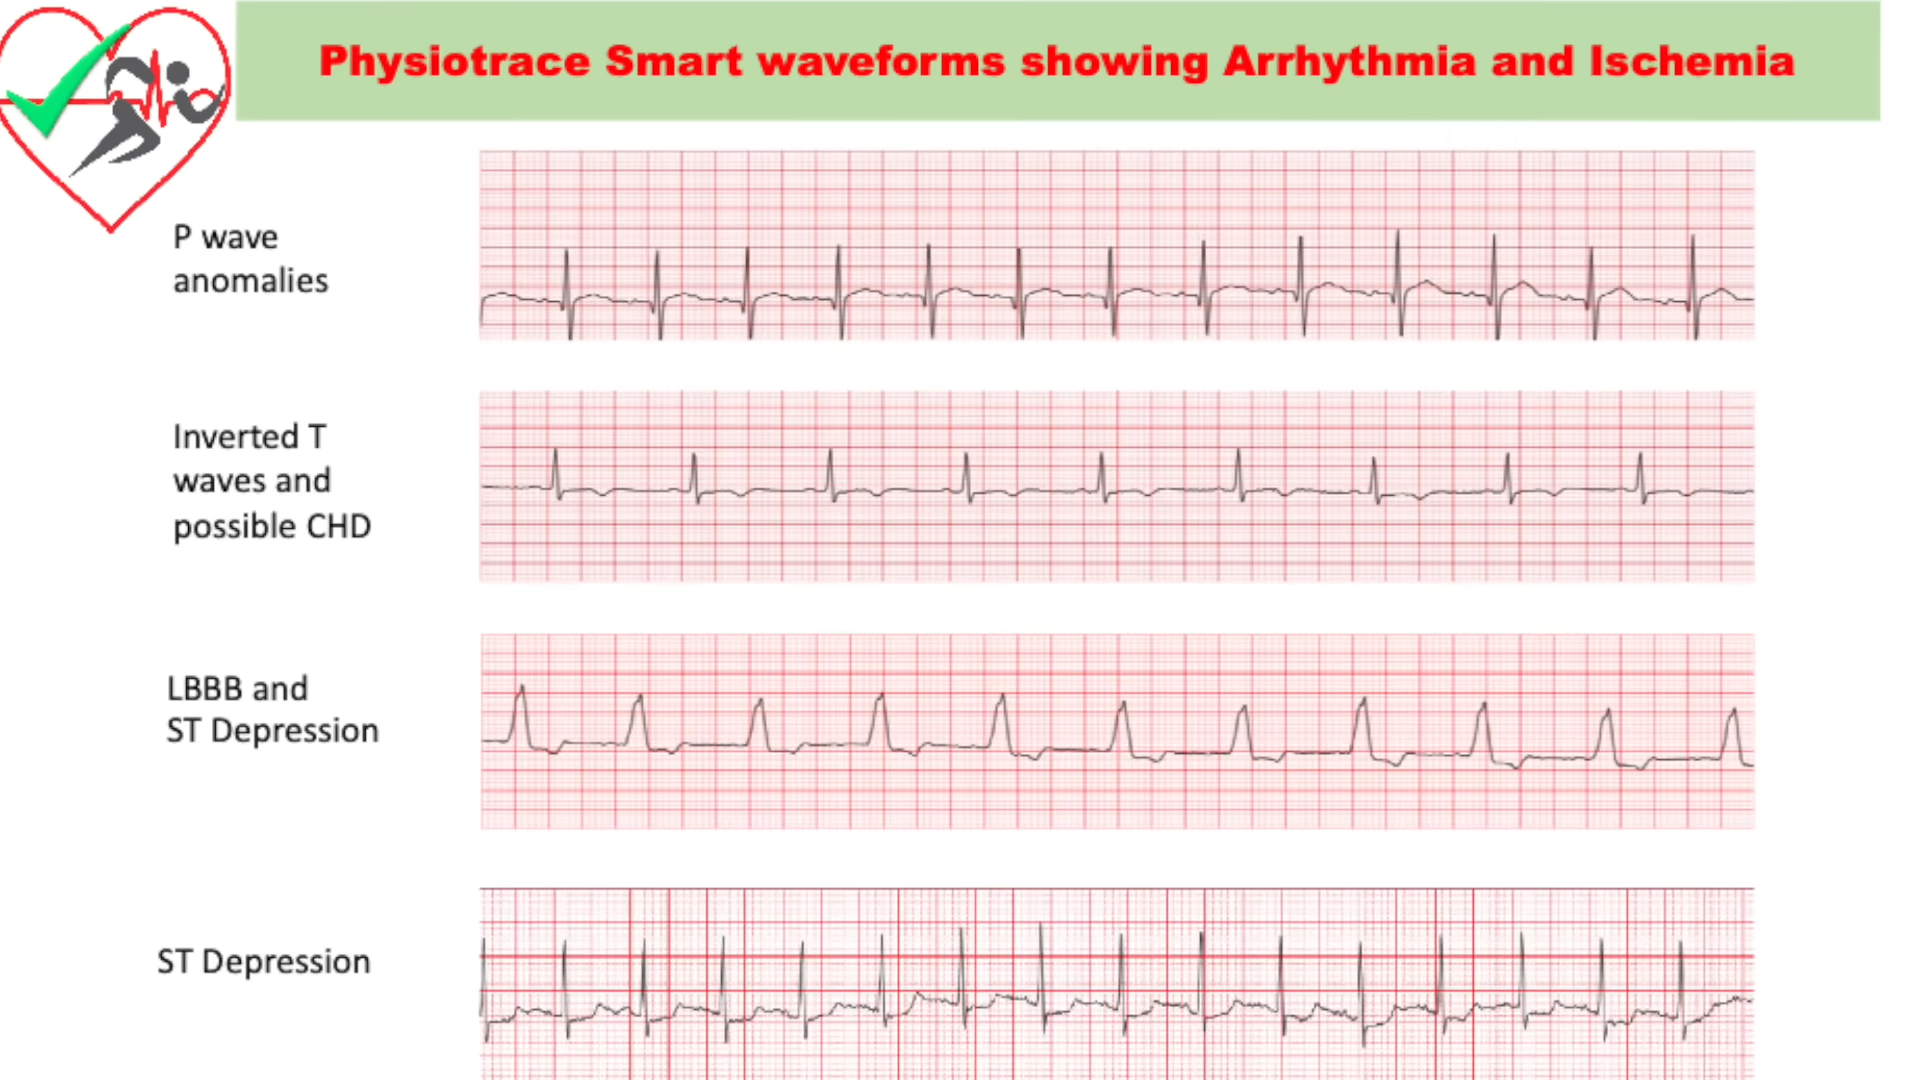 Physiotrace Smart waveforms showing Arrhythmia and Ischemia
P wave
anomalies
Inverted T
waves and
possible CHD
LBBB and
ST Depression
ST Depression